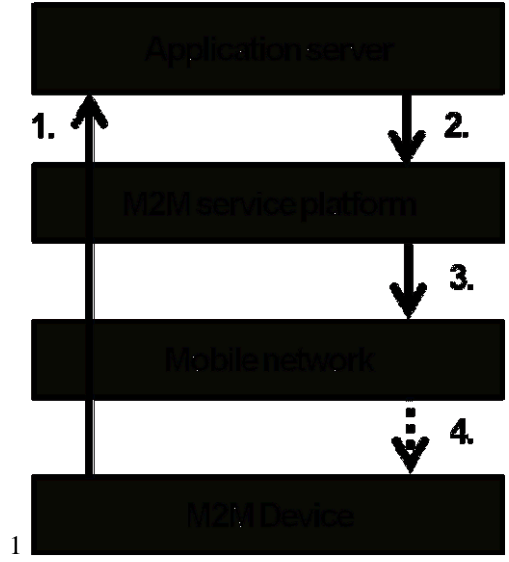 Application server
1.
2.
M2M service platform
3.
Mobile network
4.
M2M Device
1